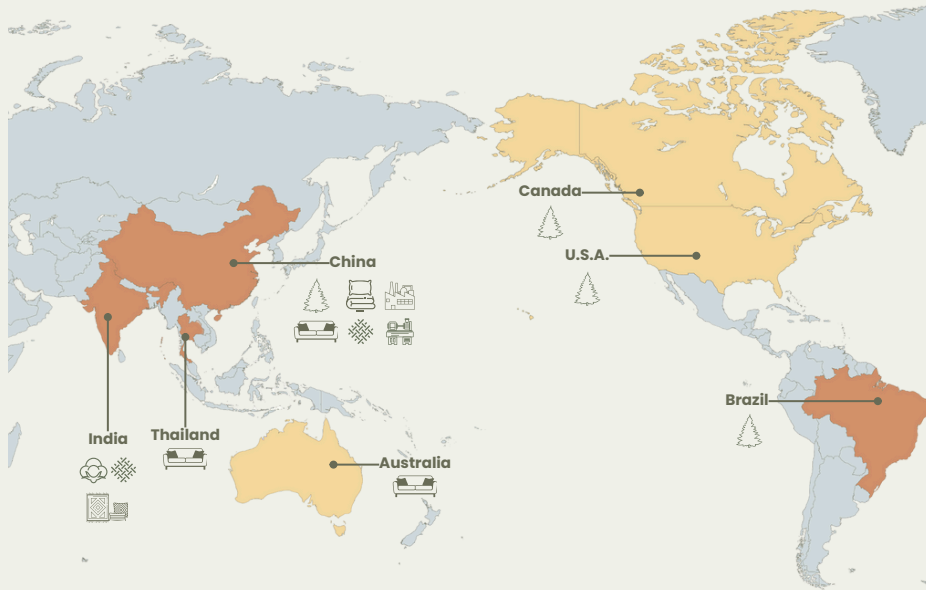 Canada
U.S.A.
China
Brazil
India
Thailand
Australia